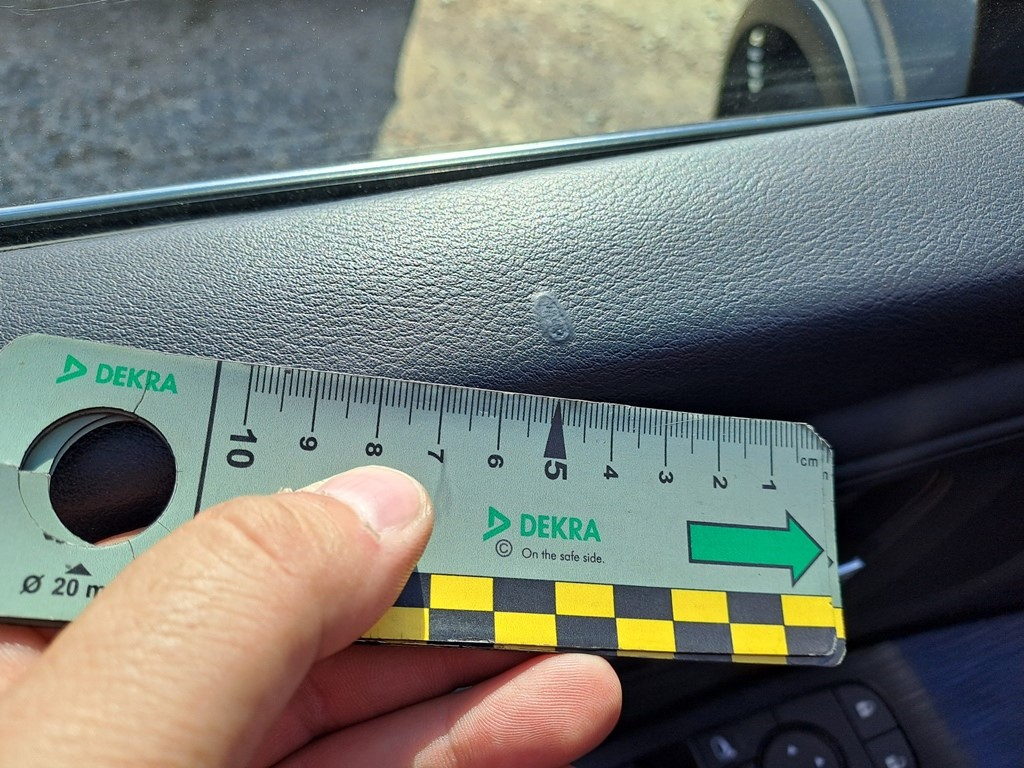 DEKRA
10 9 8 7 6 5 4 3 2 1 cm
DEKRA
© On the safe side.
Ø 20 m